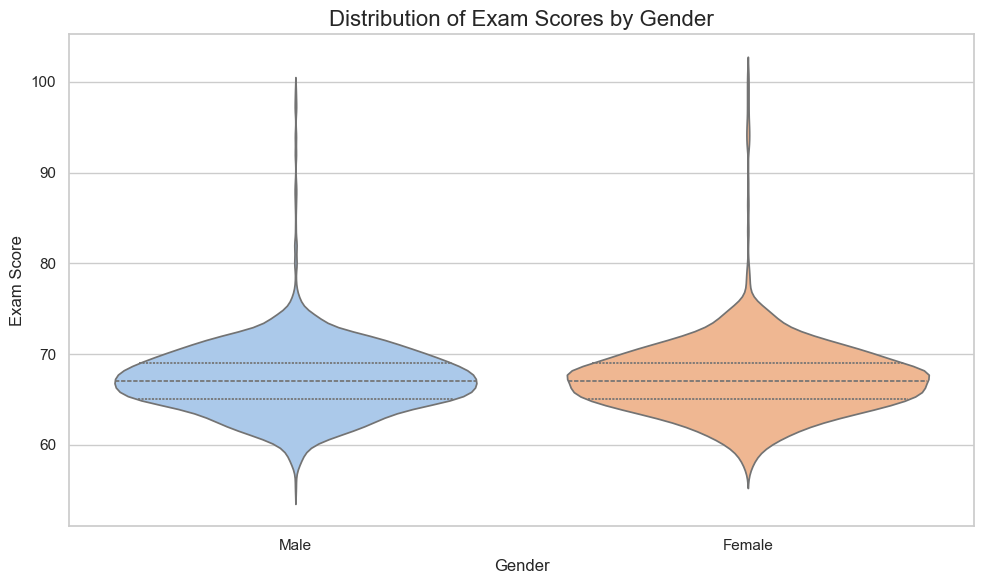 Distribution of Exam Scores by Gender
100
90
80
70
60
Exam Score
Male
Female
Gender